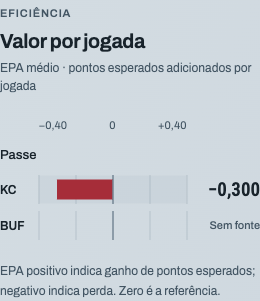 EFICIÊNCIA
Valor por jogada
EPA médio · pontos esperados adicionados por
jogada
−0,40 0 +0,40
Passe
KC −0,300
BUF Sem fonte
EPA positivo indica ganho de pontos esperados;
negativo indica perda. Zero é a referência.